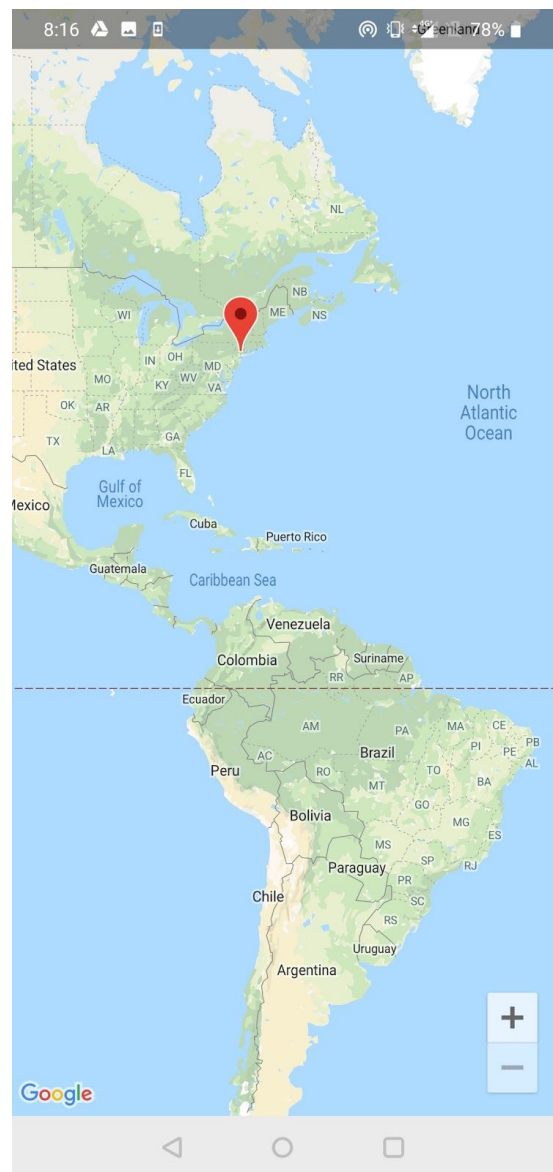 8:16
Greenland
78%
NL
NB
ME
NS
WI
OH
IN
MD
WV
VA
KY
MO
ited States
OK
AR
TX
GA
LA
FL
North
Atlantic
Ocean
Gulf of
Mexico
Mexico
Cuba
Puerto Rico
Guatemala
Caribbean Sea
Venezuela
Colombia
Suriname
RR
AP
Ecuador
AM
PA
MA
CE
PB
PI
PE
AL
AC
Brazil
TO
Peru
RO
MT
BA
GO
Bolivia
MG
ES
MS
SP
RJ
Paraguay
PR
Chile
SC
RS
Uruguay
Argentina
Google